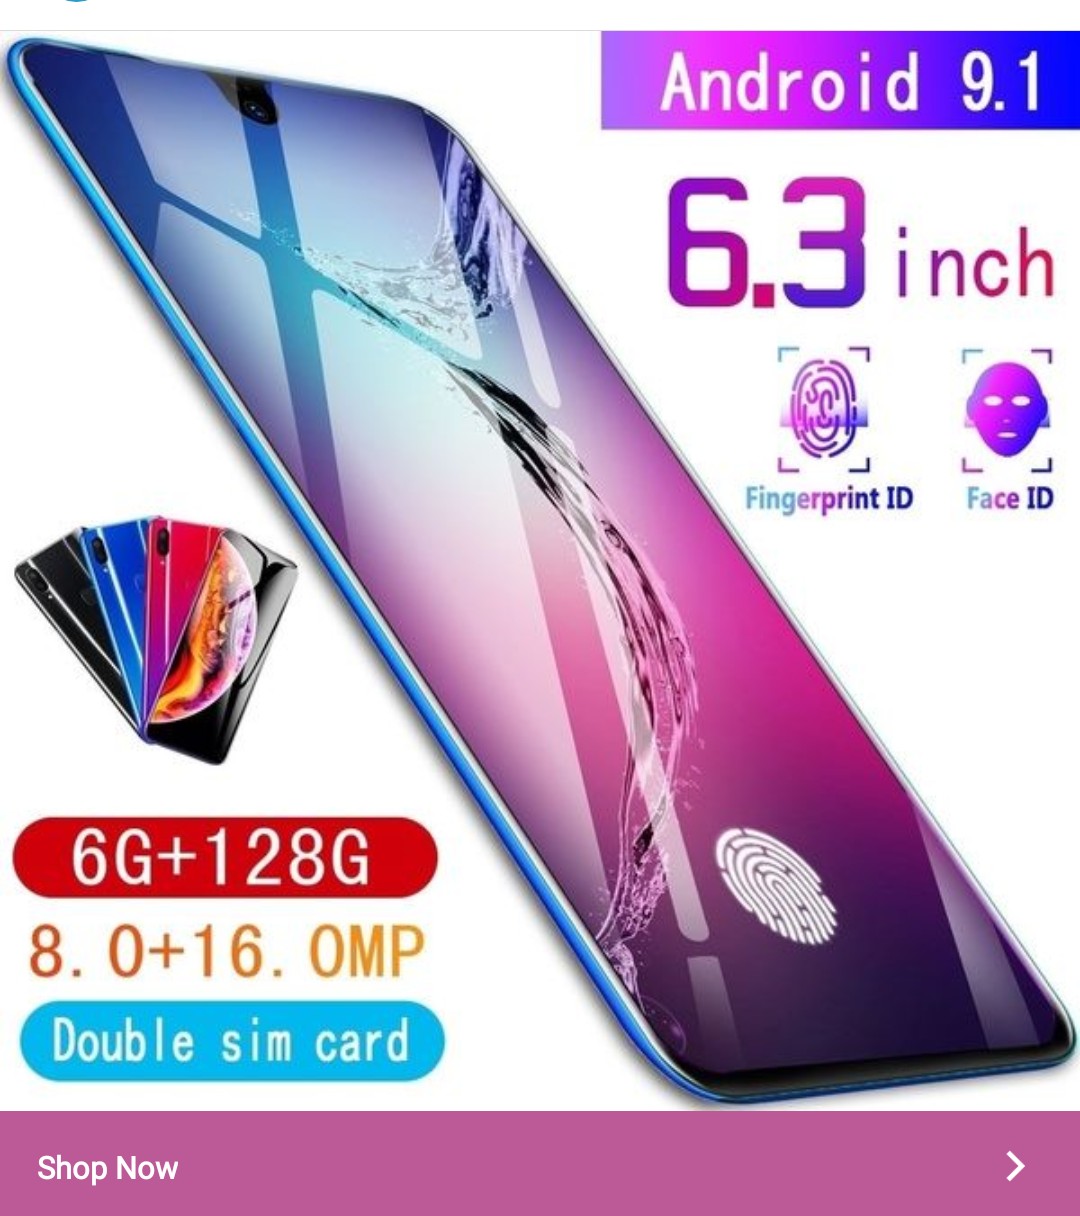 Android 9.1
6.3 inch
Fingerprint ID
Face ID
6G+128G
8.0+16.0MP
Double sim card
Shop Now